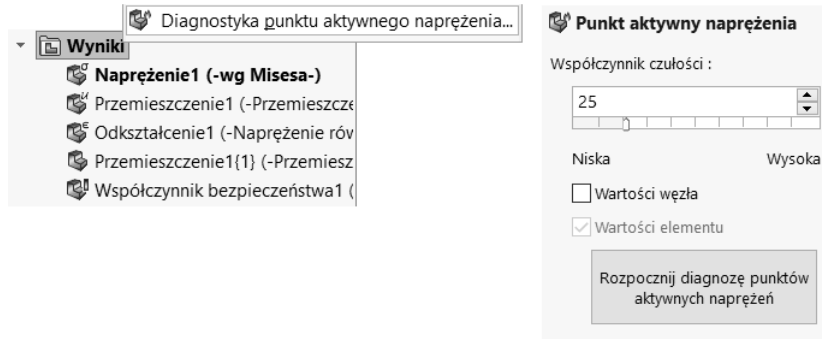 Diagnostyka punktu aktywnego naprężenia...
Wyniki
Naprężenie1 (-wg Misesa-)
Przemieszczenie1 (-Przemieszcze
Odkształcenie1 (-Naprężenie rów
Przemieszczenie1{1} (-Przemiesz
Współczynnik bezpieczeństwa1 (
Punkt aktywny naprężenia
Współczynnik czułości :
25
Niska Wysoka
Wartości węzła
Wartości elementu
Rozpocznij diagnozę punktów
aktywnych naprężeń